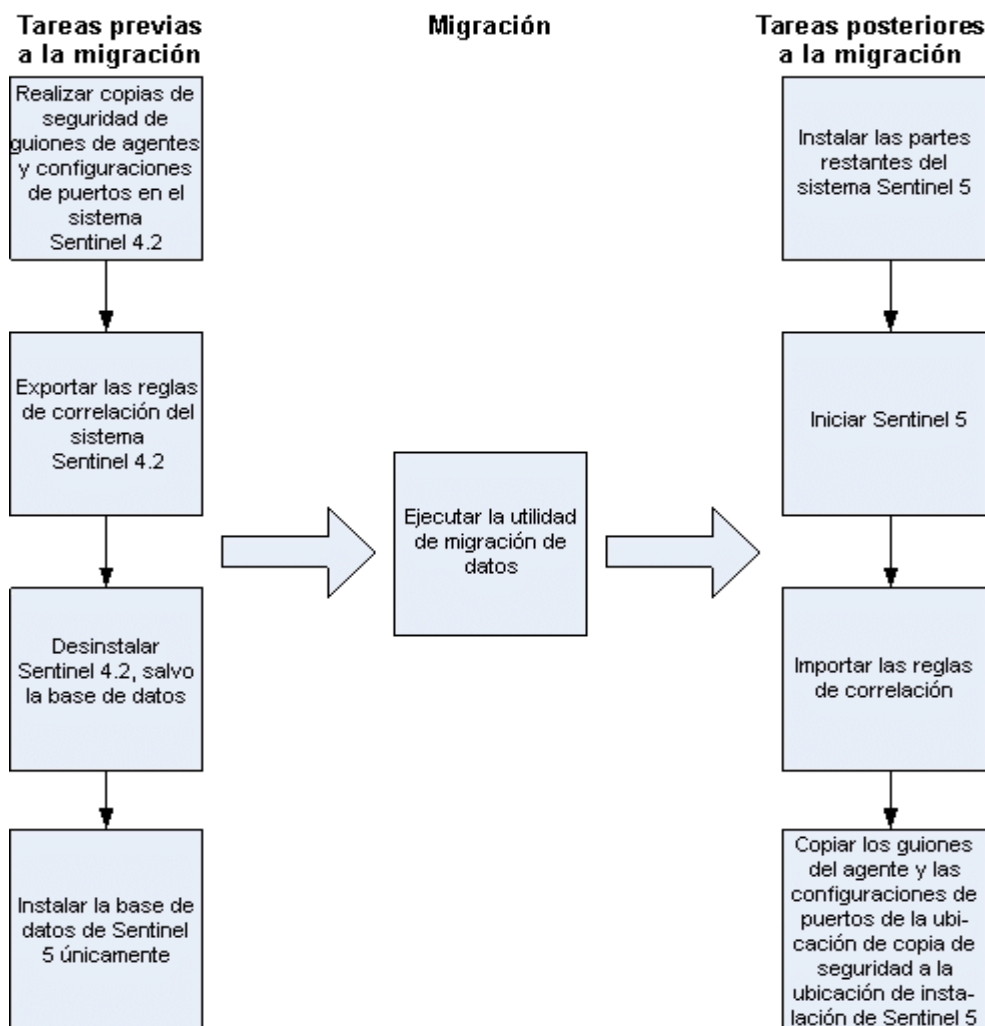 Tareas previas
a la migración
Realizar copias de
seguridad de
guiones de agentes
y configuraciones
de puertos en el
sistema
Sentinel 4.2
Exportar las reglas
de correlación del
sistema
Sentinel 4.2
Desinstalar
Sentinel 4.2, salvo
la base de datos
Instalar la base de
datos de Sentinel
5 únicamente
Migración
Ejecutar la utilidad
de migración de
datos
Tareas posteriores
a la migración
Instalar las partes
restantes del
sistema Sentinel 5
Iniciar Sentinel 5
Importar las reglas
de correlación
Copiar los guiones
del agente y las
configuraciones de
puertos de la ubi-
cación de copia de
seguridad a la
ubicación de insta-
lación de Sentinel 5